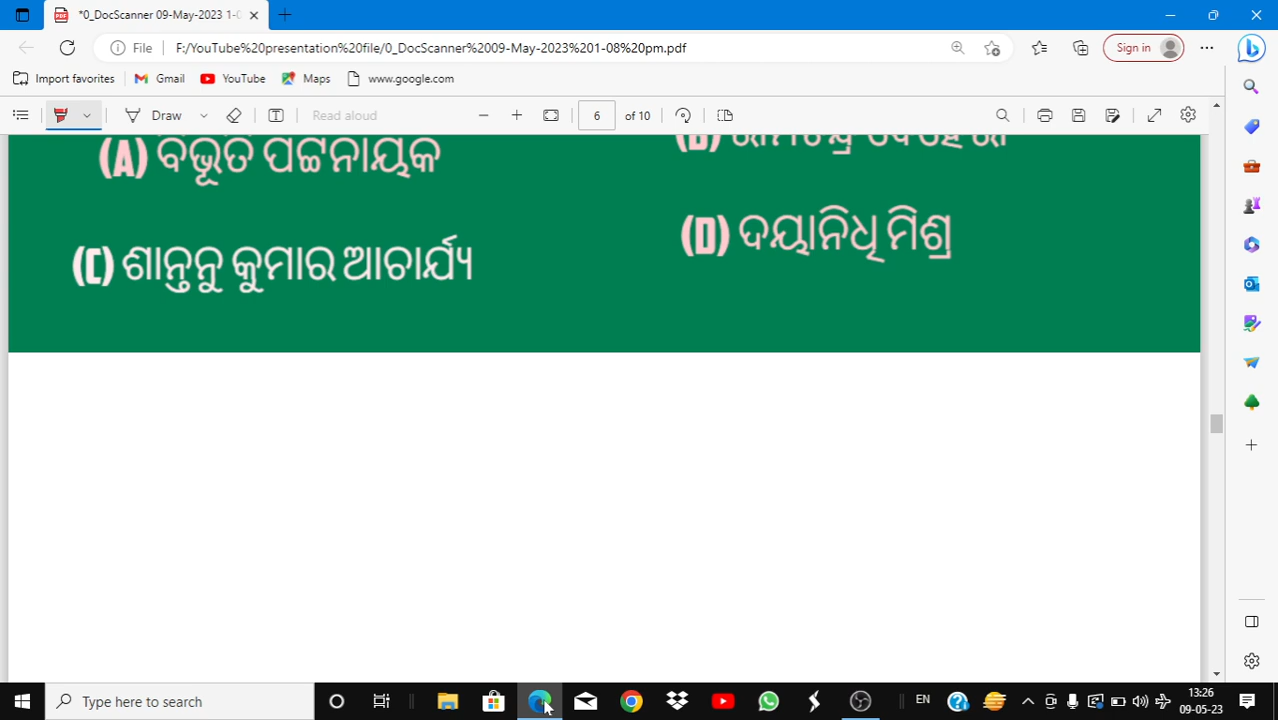 *0_DocScanner 09-May-2023 1-0
File
F:/YouTube%20presentation%20file/0_DocScanner%2009-May-2023%201-08%20pm.pdf
Sign in
Import favorites
Gmail
YouTube
Maps
www.google.com
Draw
Read aloud
6
of 10
(A) ବିଭୂତି ପଟ୍ଟନାୟକ
(B)
(C) ଶାନ୍ତନୁ କୁମାର ଆଚାର୍ଯ୍ୟ
(D) ଦୟାନିଧି ମିଶ୍ର
Type here to search
EN
13:26
09-05-23